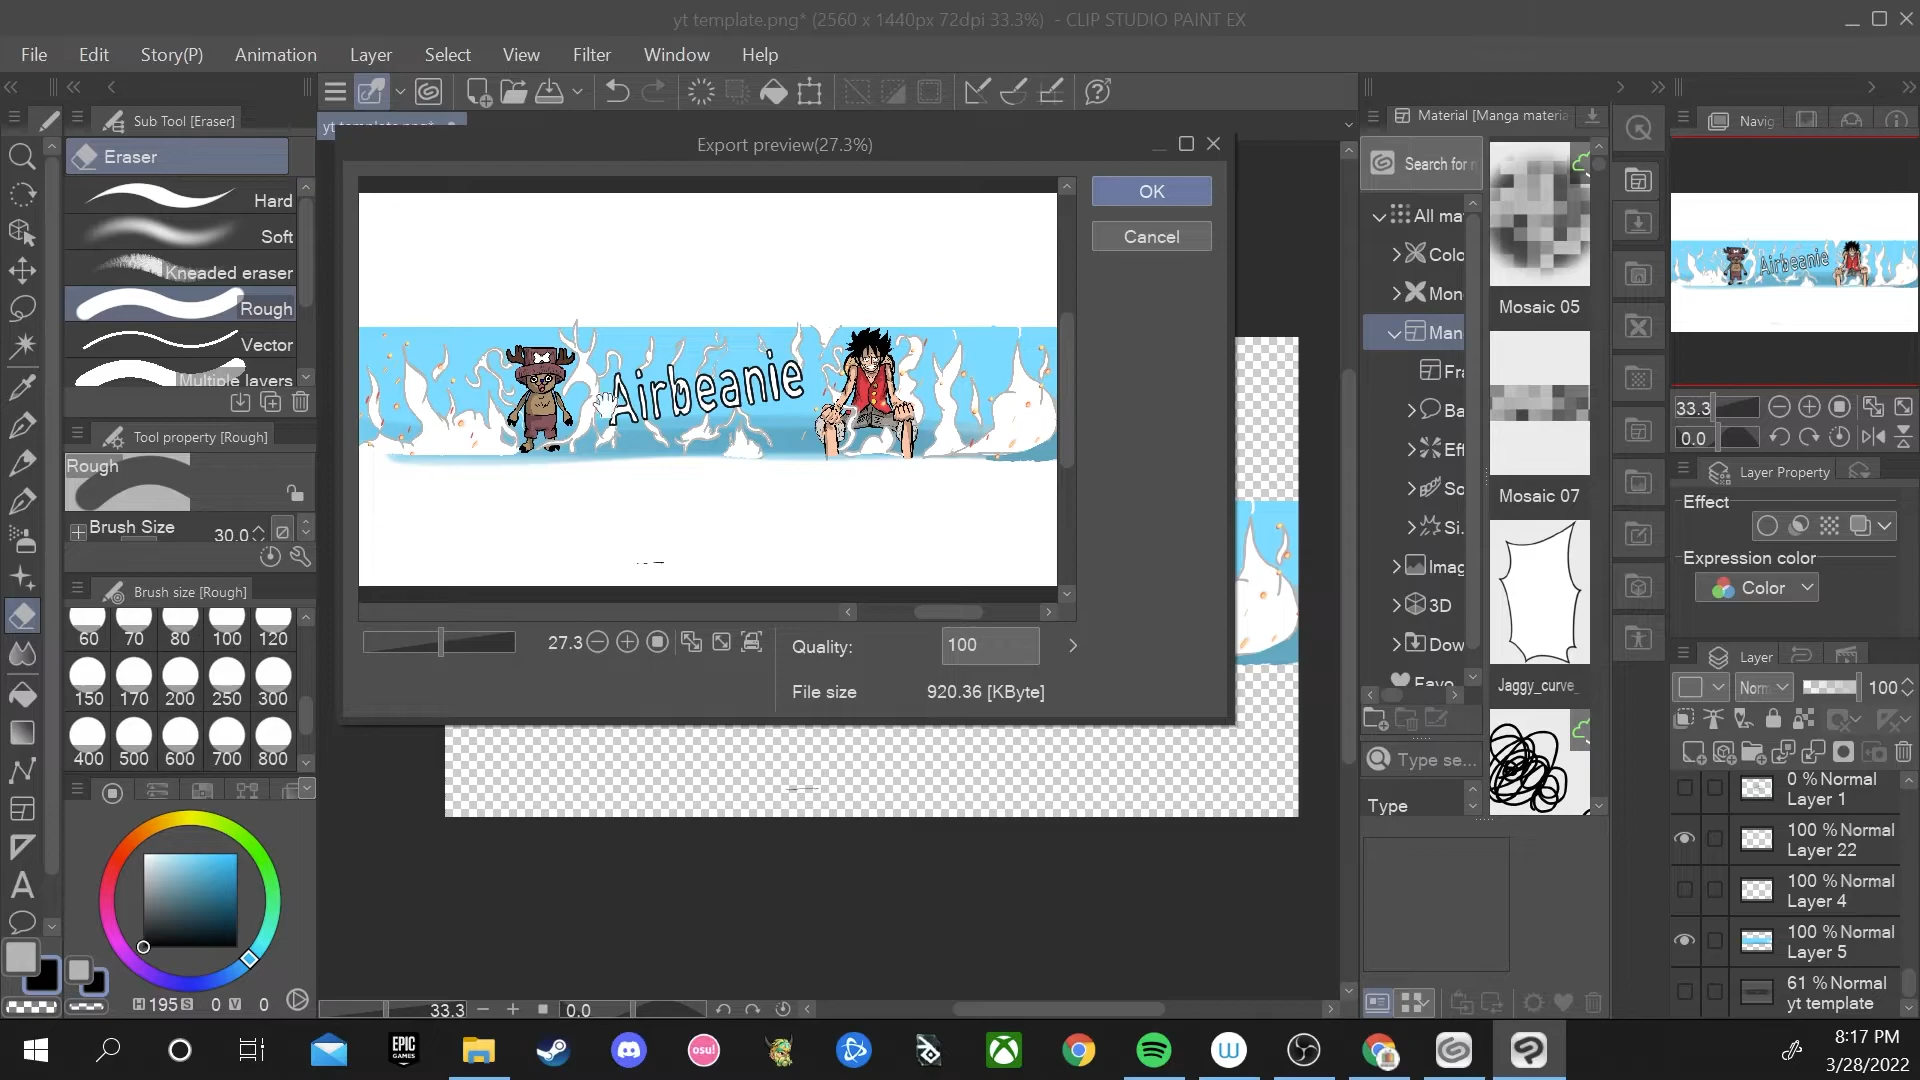 yt template.png* (2560 x 1440px 72dpi 33.3%) - CLIP STUDIO PAINT EX
File Edit Story(P) Animation Layer Select View Filter Window Help
Sub Tool [Eraser]
Eraser
Hard
Soft
Kneaded eraser
Rough
Vector
Multiple layers
Tool property [Rough]
Rough
Brush Size 30.0
Brush size [Rough]
60 70 80 100 120
150 170 200 250 300
400 500 600 700 800
H 195 S 0 V 0
Export preview(27.3%)
OK
Cancel
Airbeanie
27.3
Quality: 100
File size 920.36 [KByte]
33.3 0.0
Material [Manga materia
Search for
All ma
Colo
Mon
Man
Fra
Ba
Eff
So
Si.
Imag
3D
Dow
Favo
Type se...
Type
Mosaic 05
Mosaic 07
Jaggy_curve_
Navig
Airbeanie
33.3
0.0
Layer Property
Effect
Expression color
Color
Layer
Norm 100
0 % Normal
Layer 1
100 % Normal
Layer 22
100 % Normal
Layer 4
100 % Normal
Layer 5
61 % Normal
yt template
EPIC GAMES
osu!
W
8:17 PM
3/28/2022